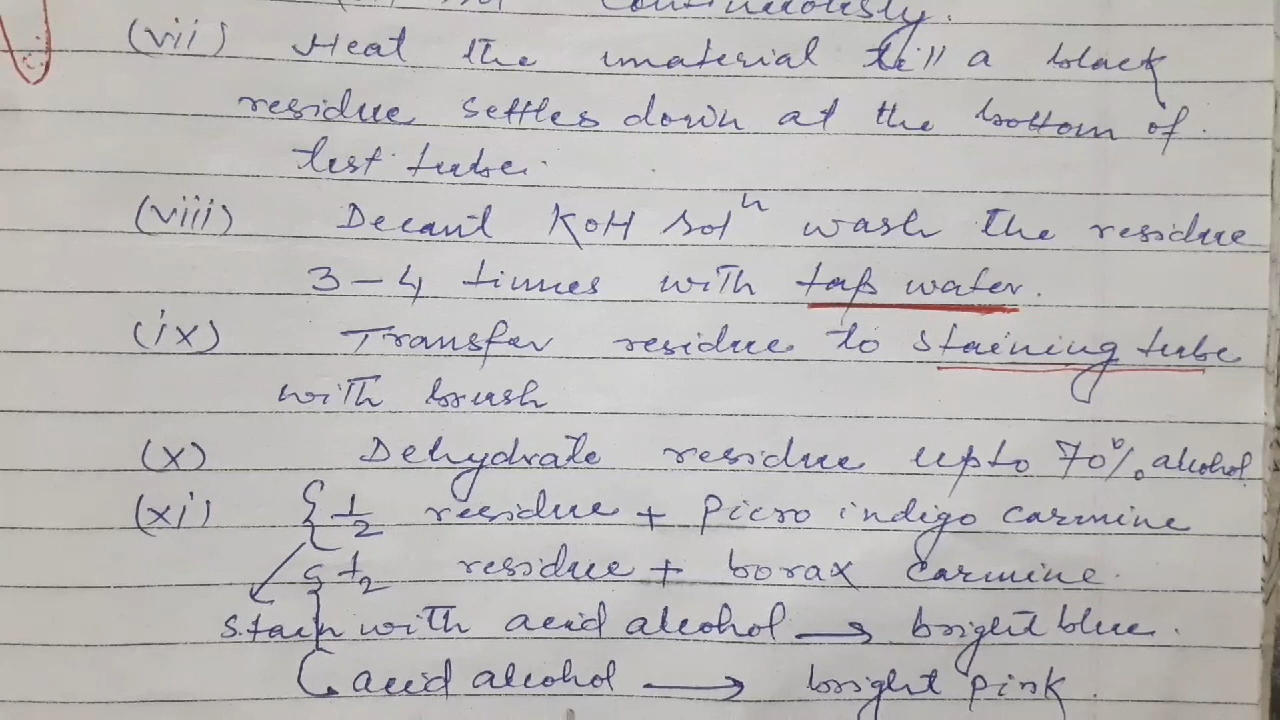 continuously.
(vii) Heat the material till a black
residue settles down at the bottom of.
test tube.
(viii) Decant KOH solⁿ wash the residue
3-4 times with tap water.
(ix) Transfer residue to staining tube
with brush
(x) Dehydrate residue upto 70% alcohol
(xi) { 1/2 residue + Picro indigo carmine
{ 1/2 residue + borax carmine.
Stain with acid alcohol → bright blue.
acid alcohol → bright pink.